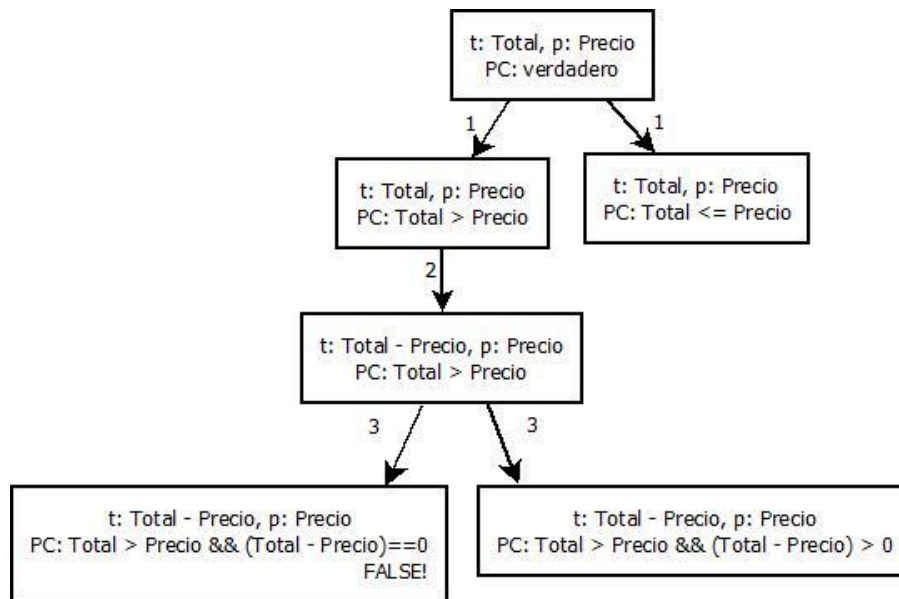 t: Total, p: Precio
PC: verdadero
1
1
t: Total, p: Precio
PC: Total > Precio
t: Total, p: Precio
PC: Total <= Precio
2
t: Total - Precio, p: Precio
PC: Total > Precio
3
3
t: Total - Precio, p: Precio
PC: Total > Precio && (Total - Precio)==0
FALSE!
t: Total - Precio, p: Precio
PC: Total > Precio && (Total - Precio) > 0